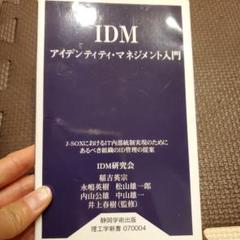 IDM
アイデンティティ・マネジメント入門
J-SOXにおけるIT内部統制実現のために
あるべき組織のID管理の提案
IDM研究会
稲吉英宗
永嶋英樹 松山雄一郎
内山公雄 中山雄一
井上春樹(監修)
静岡学術出版
理工学新書 070004